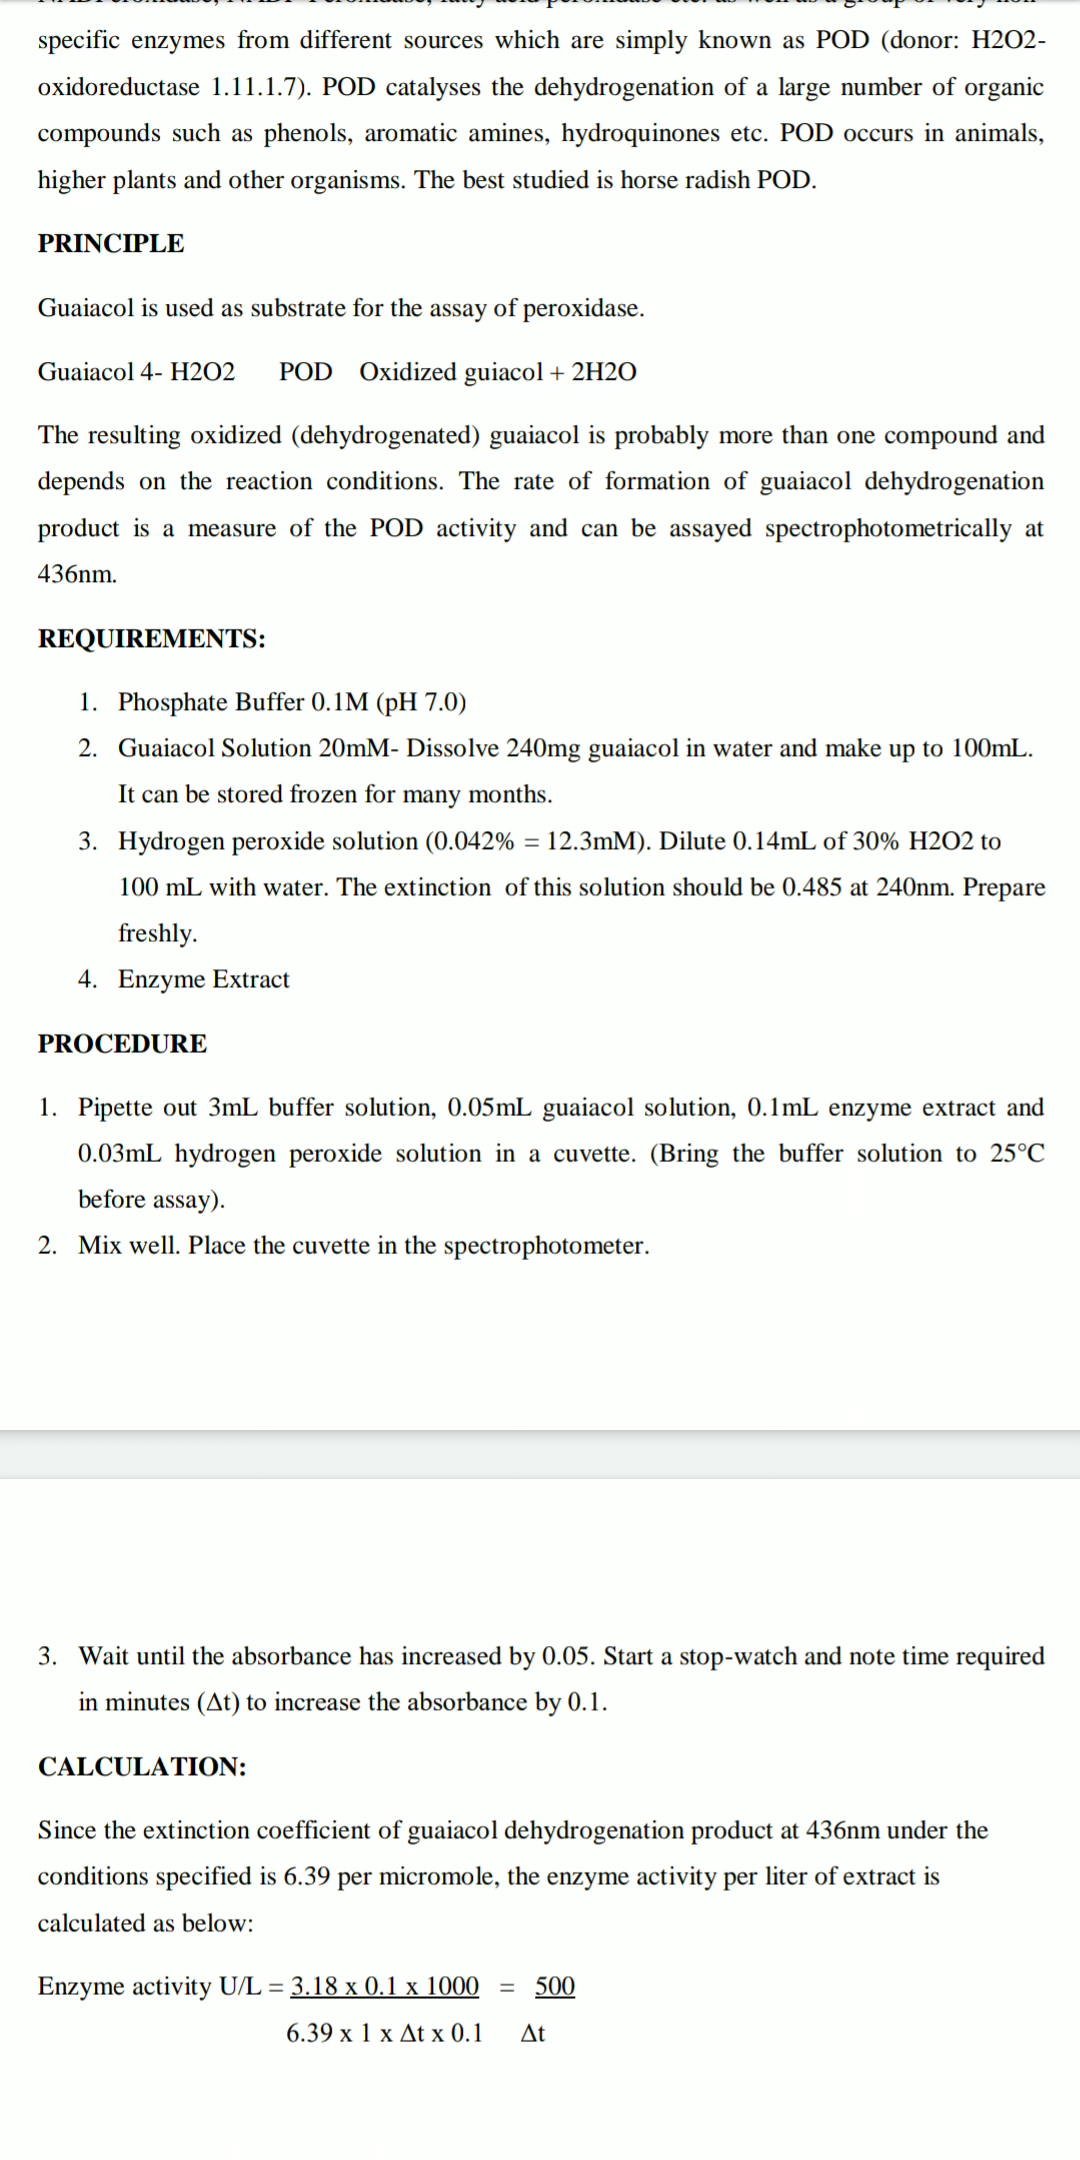 specific enzymes from different sources which are simply known as POD (donor: H2O2-
oxidoreductase 1.11.1.7). POD catalyses the dehydrogenation of a large number of organic
compounds such as phenols, aromatic amines, hydroquinones etc. POD occurs in animals,
higher plants and other organisms. The best studied is horse radish POD.
PRINCIPLE
Guaiacol is used as substrate for the assay of peroxidase.
Guaiacol 4- H2O2 POD Oxidized guiacol + 2H2O
The resulting oxidized (dehydrogenated) guaiacol is probably more than one compound and
depends on the reaction conditions. The rate of formation of guaiacol dehydrogenation
product is a measure of the POD activity and can be assayed spectrophotometrically at
436nm.
REQUIREMENTS:
1. Phosphate Buffer 0.1M (pH 7.0)
2. Guaiacol Solution 20mM- Dissolve 240mg guaiacol in water and make up to 100mL.
It can be stored frozen for many months.
3. Hydrogen peroxide solution (0.042% = 12.3mM). Dilute 0.14mL of 30% H2O2 to
100 mL with water. The extinction of this solution should be 0.485 at 240nm. Prepare
freshly.
4. Enzyme Extract
PROCEDURE
1. Pipette out 3mL buffer solution, 0.05mL guaiacol solution, 0.1mL enzyme extract and
0.03mL hydrogen peroxide solution in a cuvette. (Bring the buffer solution to 25°C
before assay).
2. Mix well. Place the cuvette in the spectrophotometer.
3. Wait until the absorbance has increased by 0.05. Start a stop-watch and note time required
in minutes (Δt) to increase the absorbance by 0.1.
CALCULATION:
Since the extinction coefficient of guaiacol dehydrogenation product at 436nm under the
conditions specified is 6.39 per micromole, the enzyme activity per liter of extract is
calculated as below:
Enzyme activity U/L = 3.18 x 0.1 x 1000 = 500
6.39 x 1 x Δt x 0.1 Δt